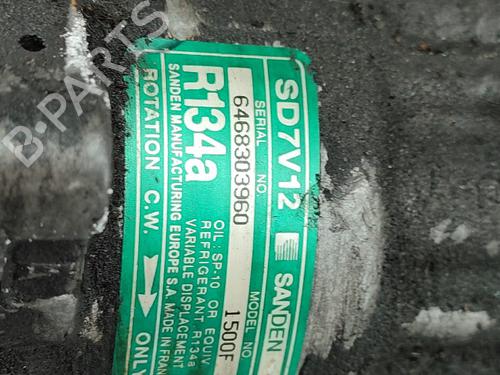 B-PARTS
SD7V12 SANDEN
SERIAL NO. MODEL NO
6468303960 1500F
R134a OIL: SP-10 OR EQUIV
REFRIGERANT R134a
VARIABLE DISPLACEMENT
SANDEN MANUFACTURING EUROPE S.A. MADE IN FRAN
ROTATION C.W. ONLY